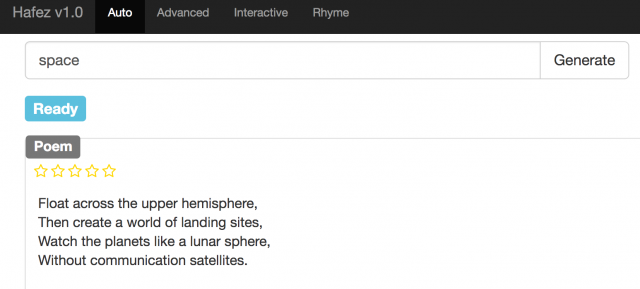 Hafez v1.0 Auto Advanced Interactive Rhyme
space Generate
Ready
Poem
Float across the upper hemisphere,
Then create a world of landing sites,
Watch the planets like a lunar sphere,
Without communication satellites.